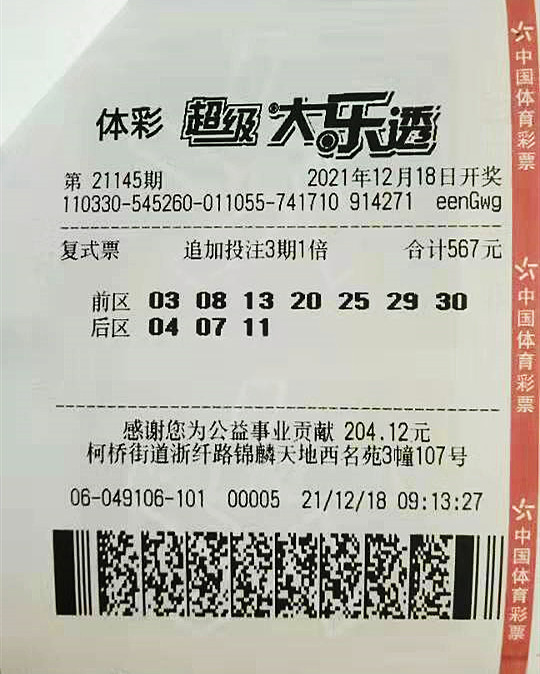 体彩 超级大乐透
第 21145期 2021年12月18日开奖
110330-545260-011055-741710 914271 eenGwg
复式票 追加投注3期1倍 合计567元
前区 03 08 13 20 25 29 30
后区 04 07 11
感谢您为公益事业贡献 204.12元
柯桥街道浙纤路锦麟天地西名苑3幢107号
06-049106-101 00005 21/12/18 09:13:27
中国体育彩票
中国体育彩票
中国体育彩票